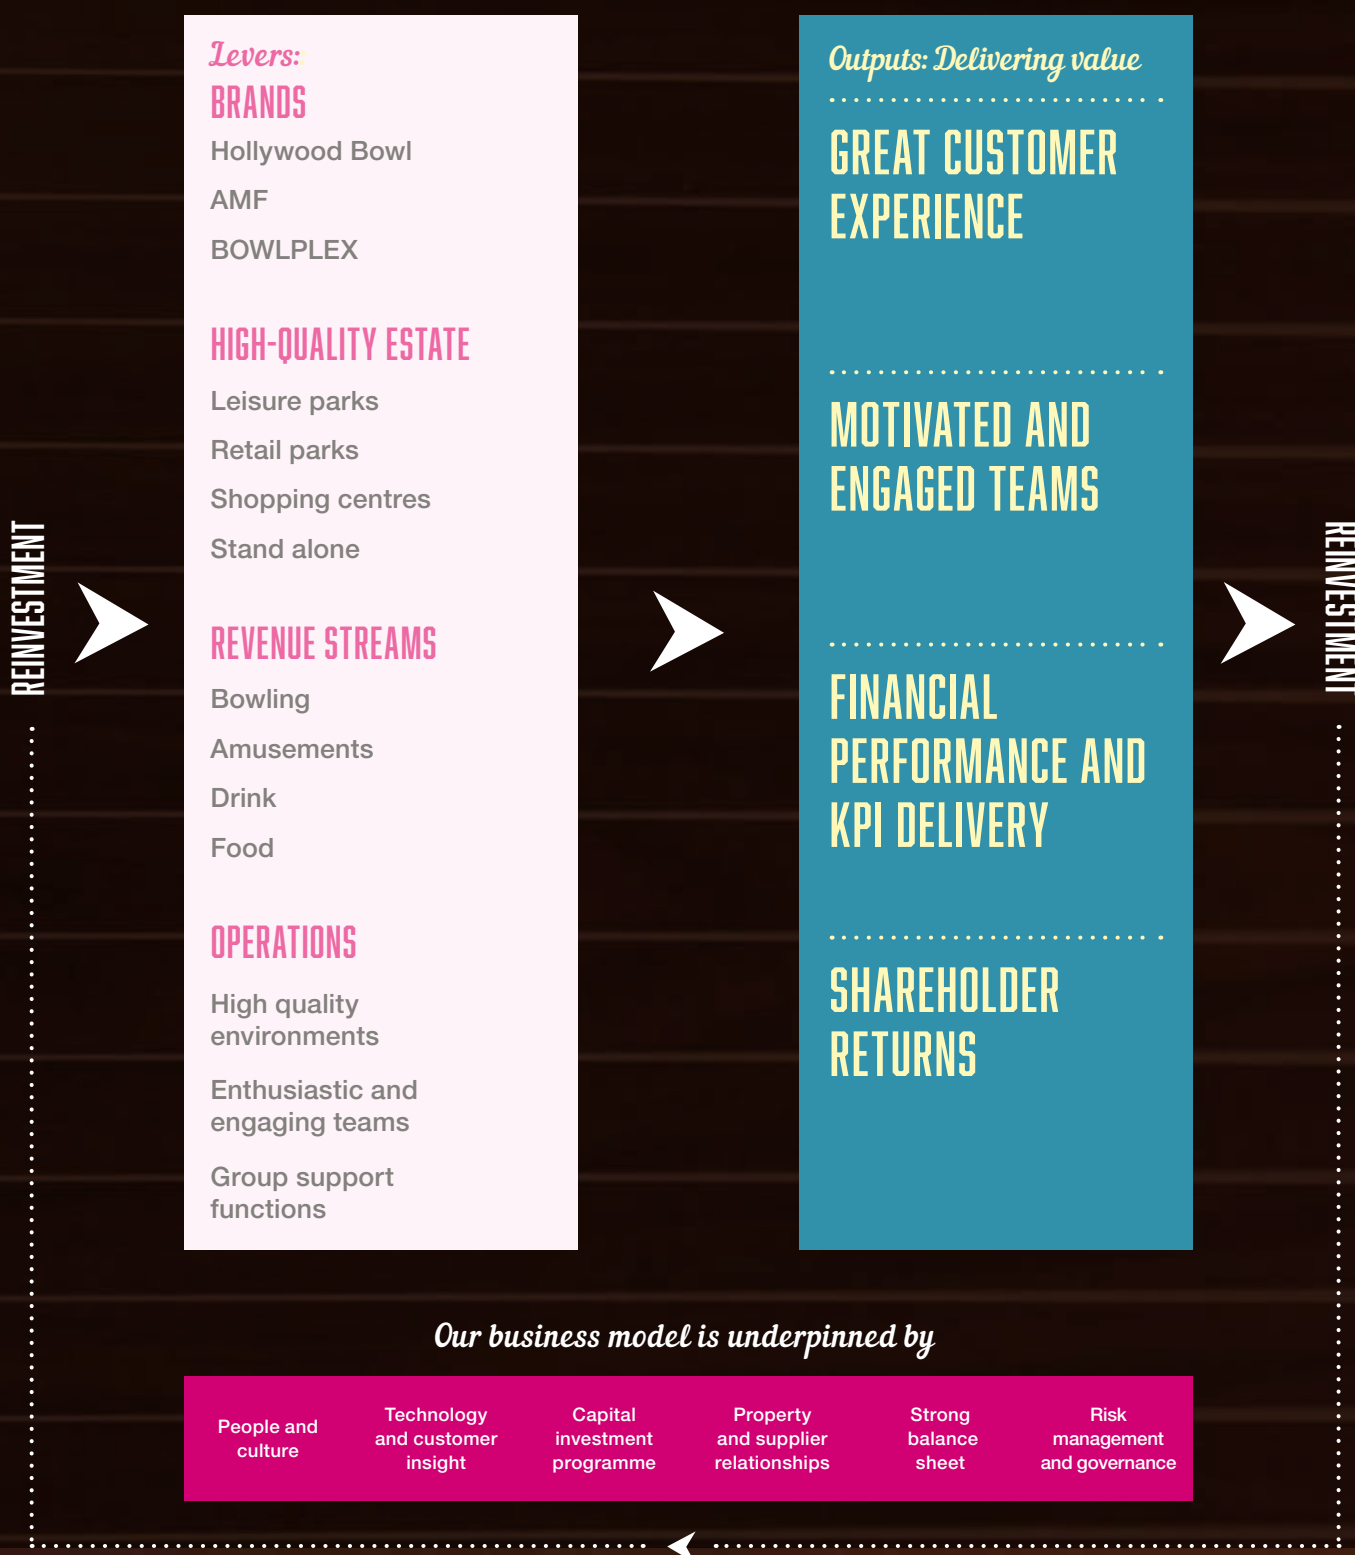 Levers:
BRANDS
Hollywood Bowl
AMF
BOWLPLEX
HIGH-QUALITY ESTATE
Leisure parks
Retail parks
Shopping centres
Stand alone
REVENUE STREAMS
Bowling
Amusements
Drink
Food
OPERATIONS
High quality
environments
Enthusiastic and
engaging teams
Group support
functions
Outputs: Delivering value
GREAT CUSTOMER
EXPERIENCE
MOTIVATED AND
ENGAGED TEAMS
FINANCIAL
PERFORMANCE AND
KPI DELIVERY
SHAREHOLDER
RETURNS
REINVESTMENT
REINVESTMENT
Our business model is underpinned by
People and
culture
Technology
and customer
insight
Capital
investment
programme
Property
and supplier
relationships
Strong
balance
sheet
Risk
management
and governance